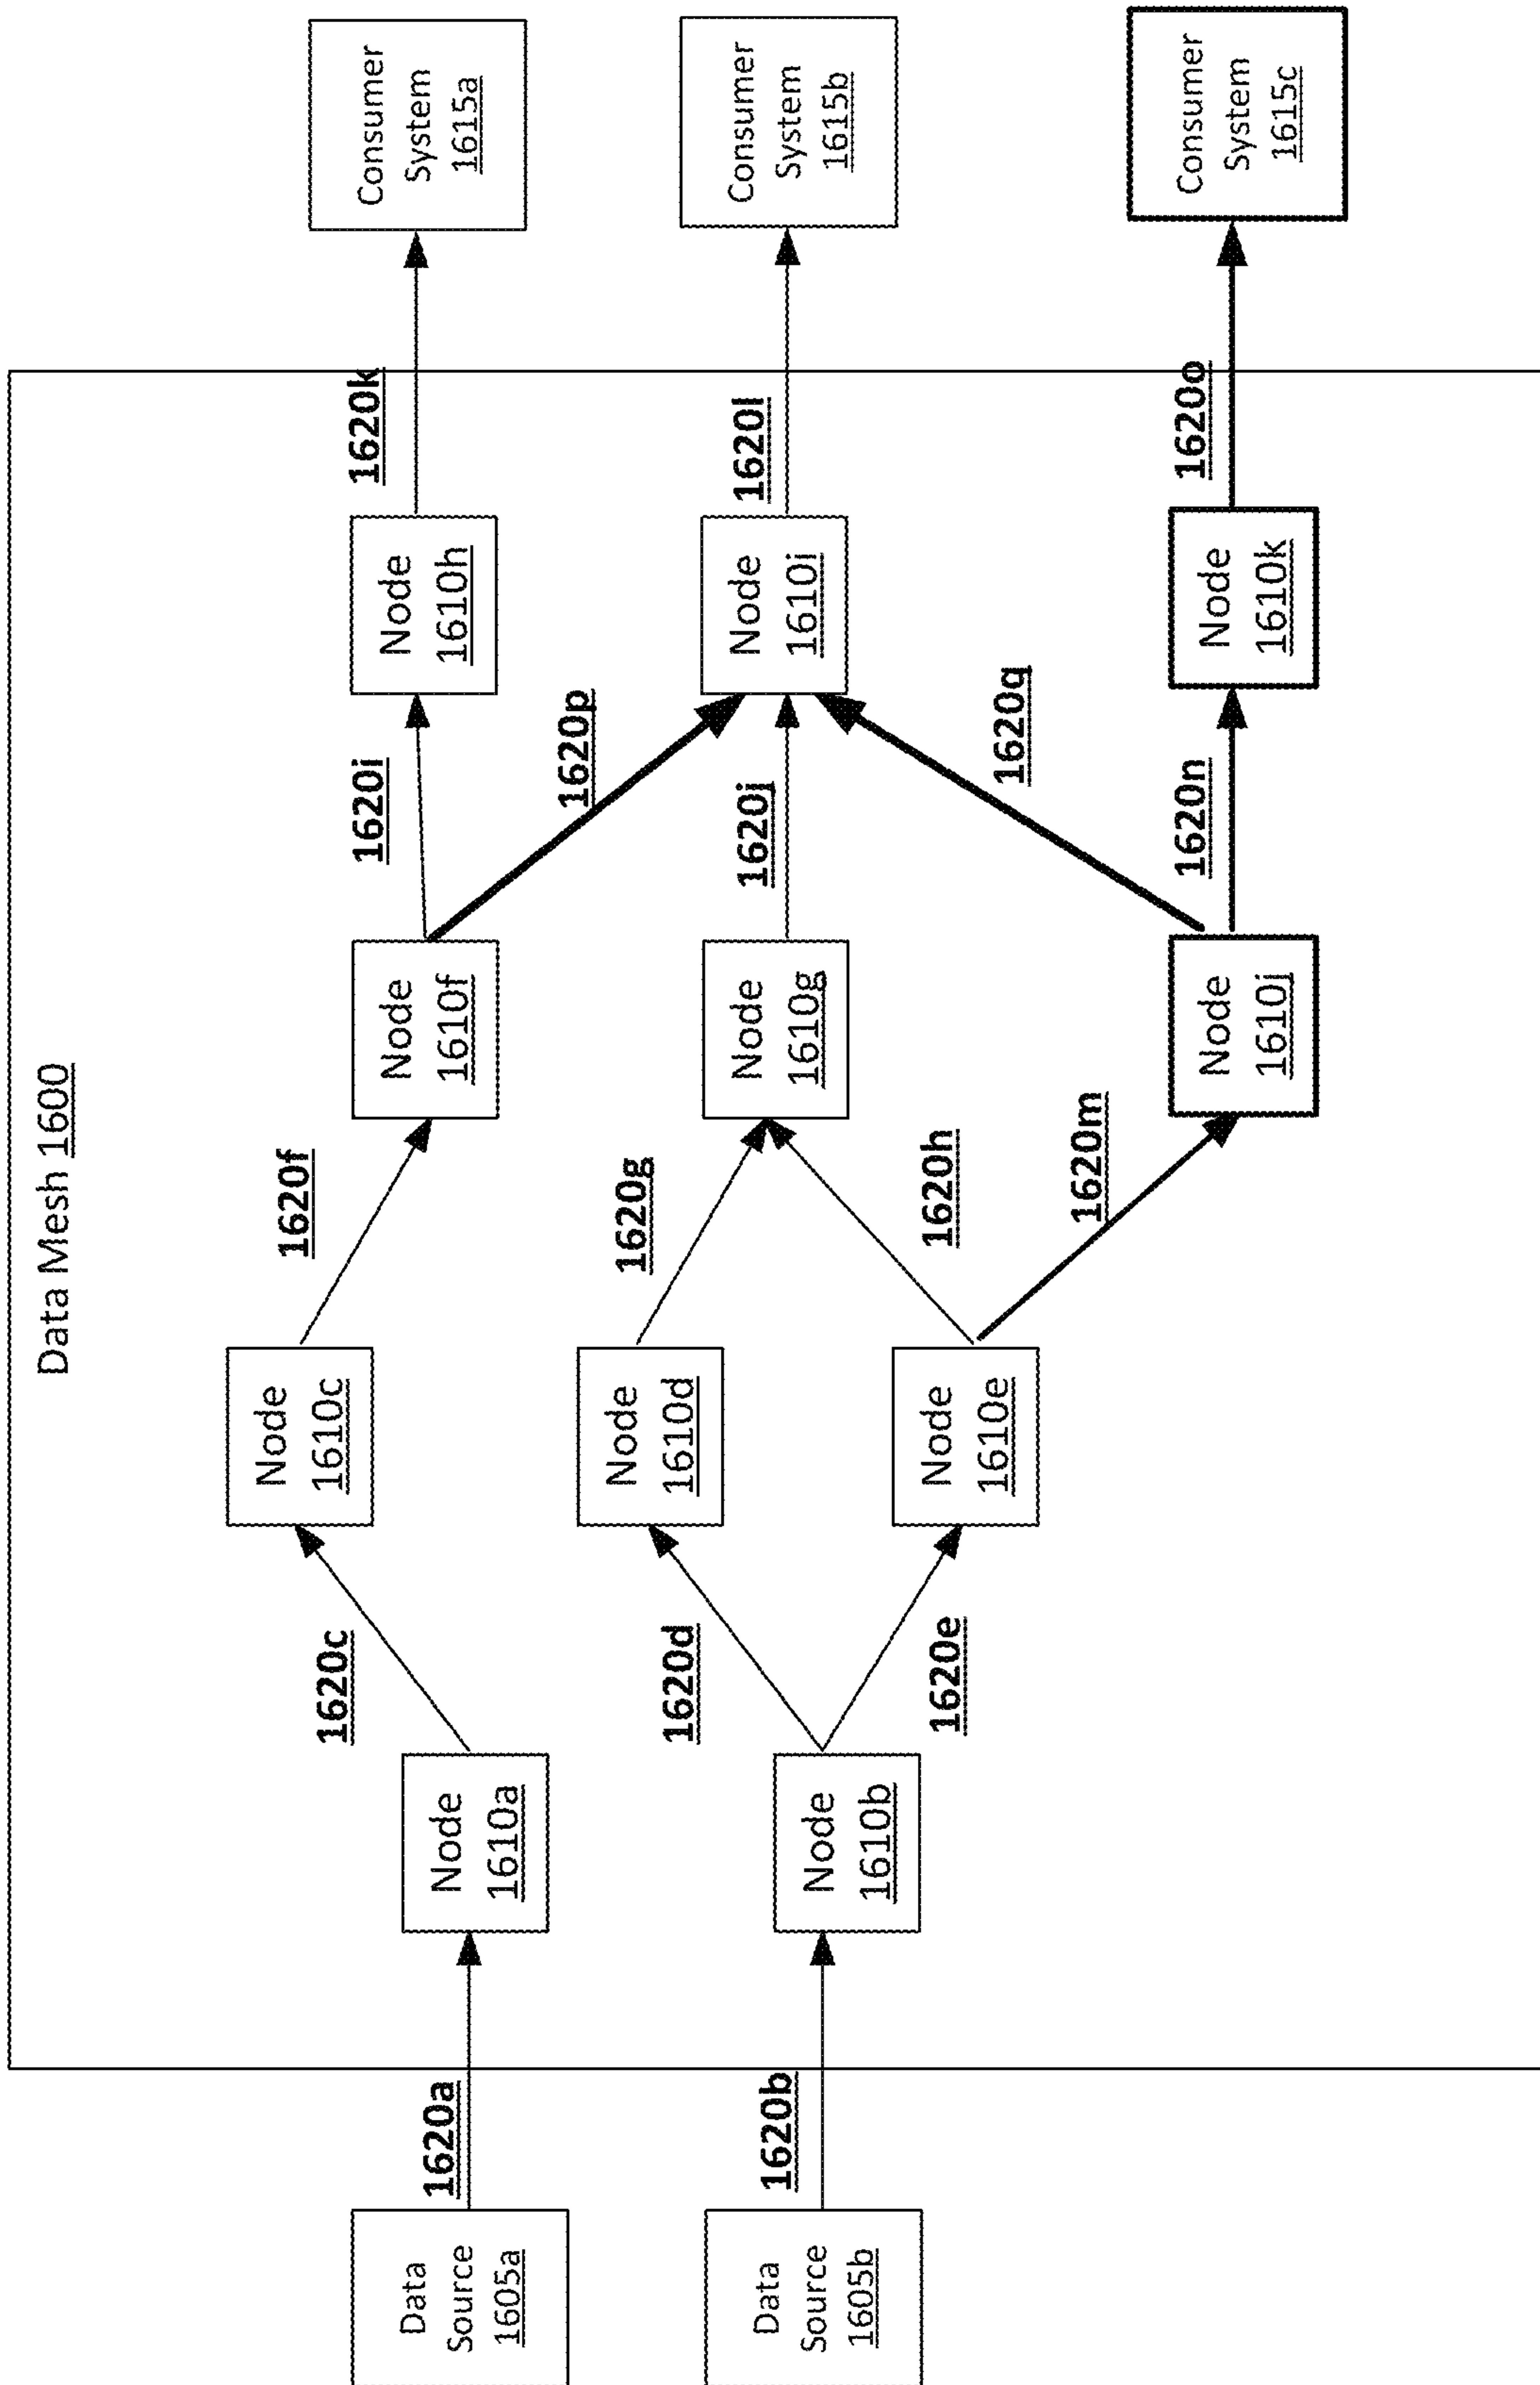 Data Mesh 1600
Data
Source
1605a
1620a
Node
1610a
1620c
Node
1610c
1620f
Node
1610f
1620i
Node
1610h
1620k
Consumer
System
1615a
1620p
Data
Source
1605b
1620b
Node
1610b
1620d
Node
1610d
1620g
Node
1610g
1620j
Node
1610i
1620l
Consumer
System
1615b
1620e
Node
1610e
1620h
1620m
1620q
Node
1610j
1620n
Node
1610k
1620o
Consumer
System
1615c